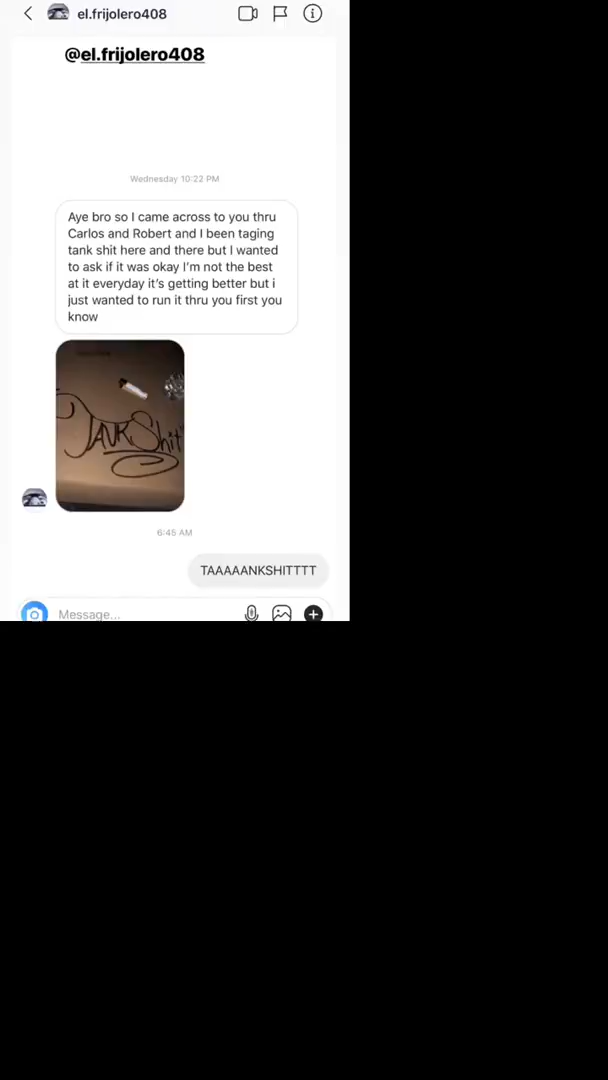 el.frijolero408
@el.frijolero408
Wednesday 10:22 PM
Aye bro so I came across to you thru
Carlos and Robert and I been taging
tank shit here and there but I wanted
to ask if it was okay I'm not the best
at it everyday it's getting better but i
just wanted to run it thru you first you
know
TANKShit
6:45 AM
TAAAAANKSHITTTT
Message...